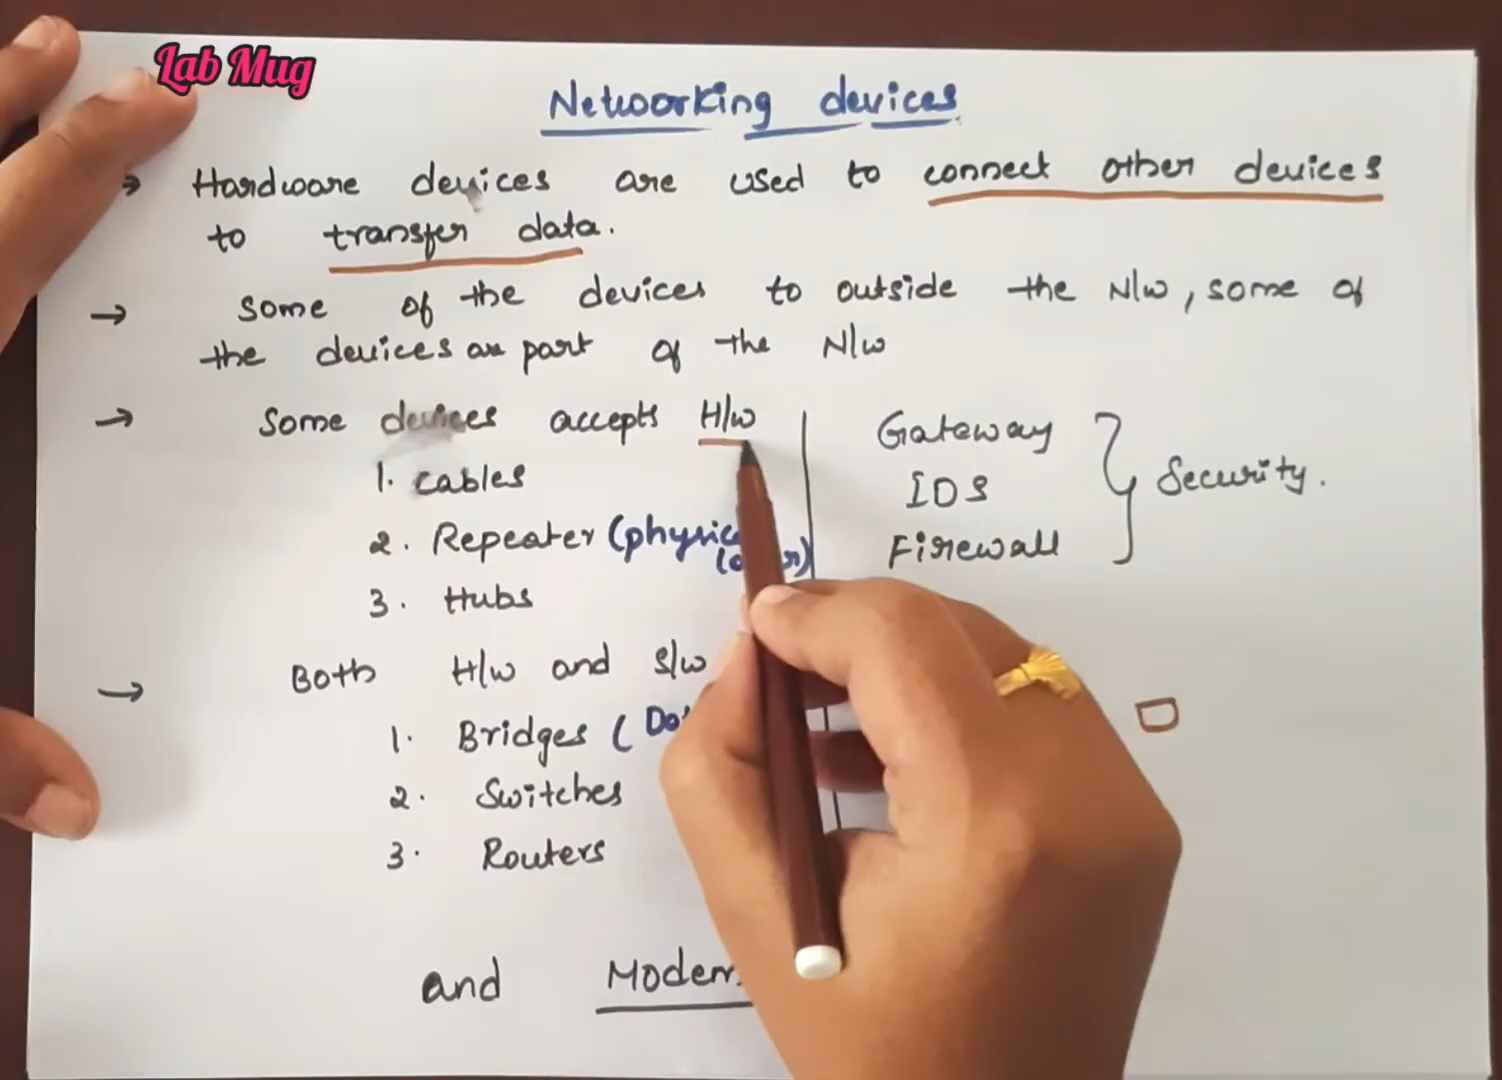 Lab Mug
Networking devices
→ Hardware devices are used to connect other devices
to transfer data.
→ Some of the devices to outside the N/w, some of
the devices are part of the N/w
→ Some devices accepts H/w
1. cables
2. Repeater (physic
3. Hubs
→ Both H/w and S/w
1. Bridges (
2. Switches
3. Routers
and Modem
Gateway
IDS
Firewall
Security.